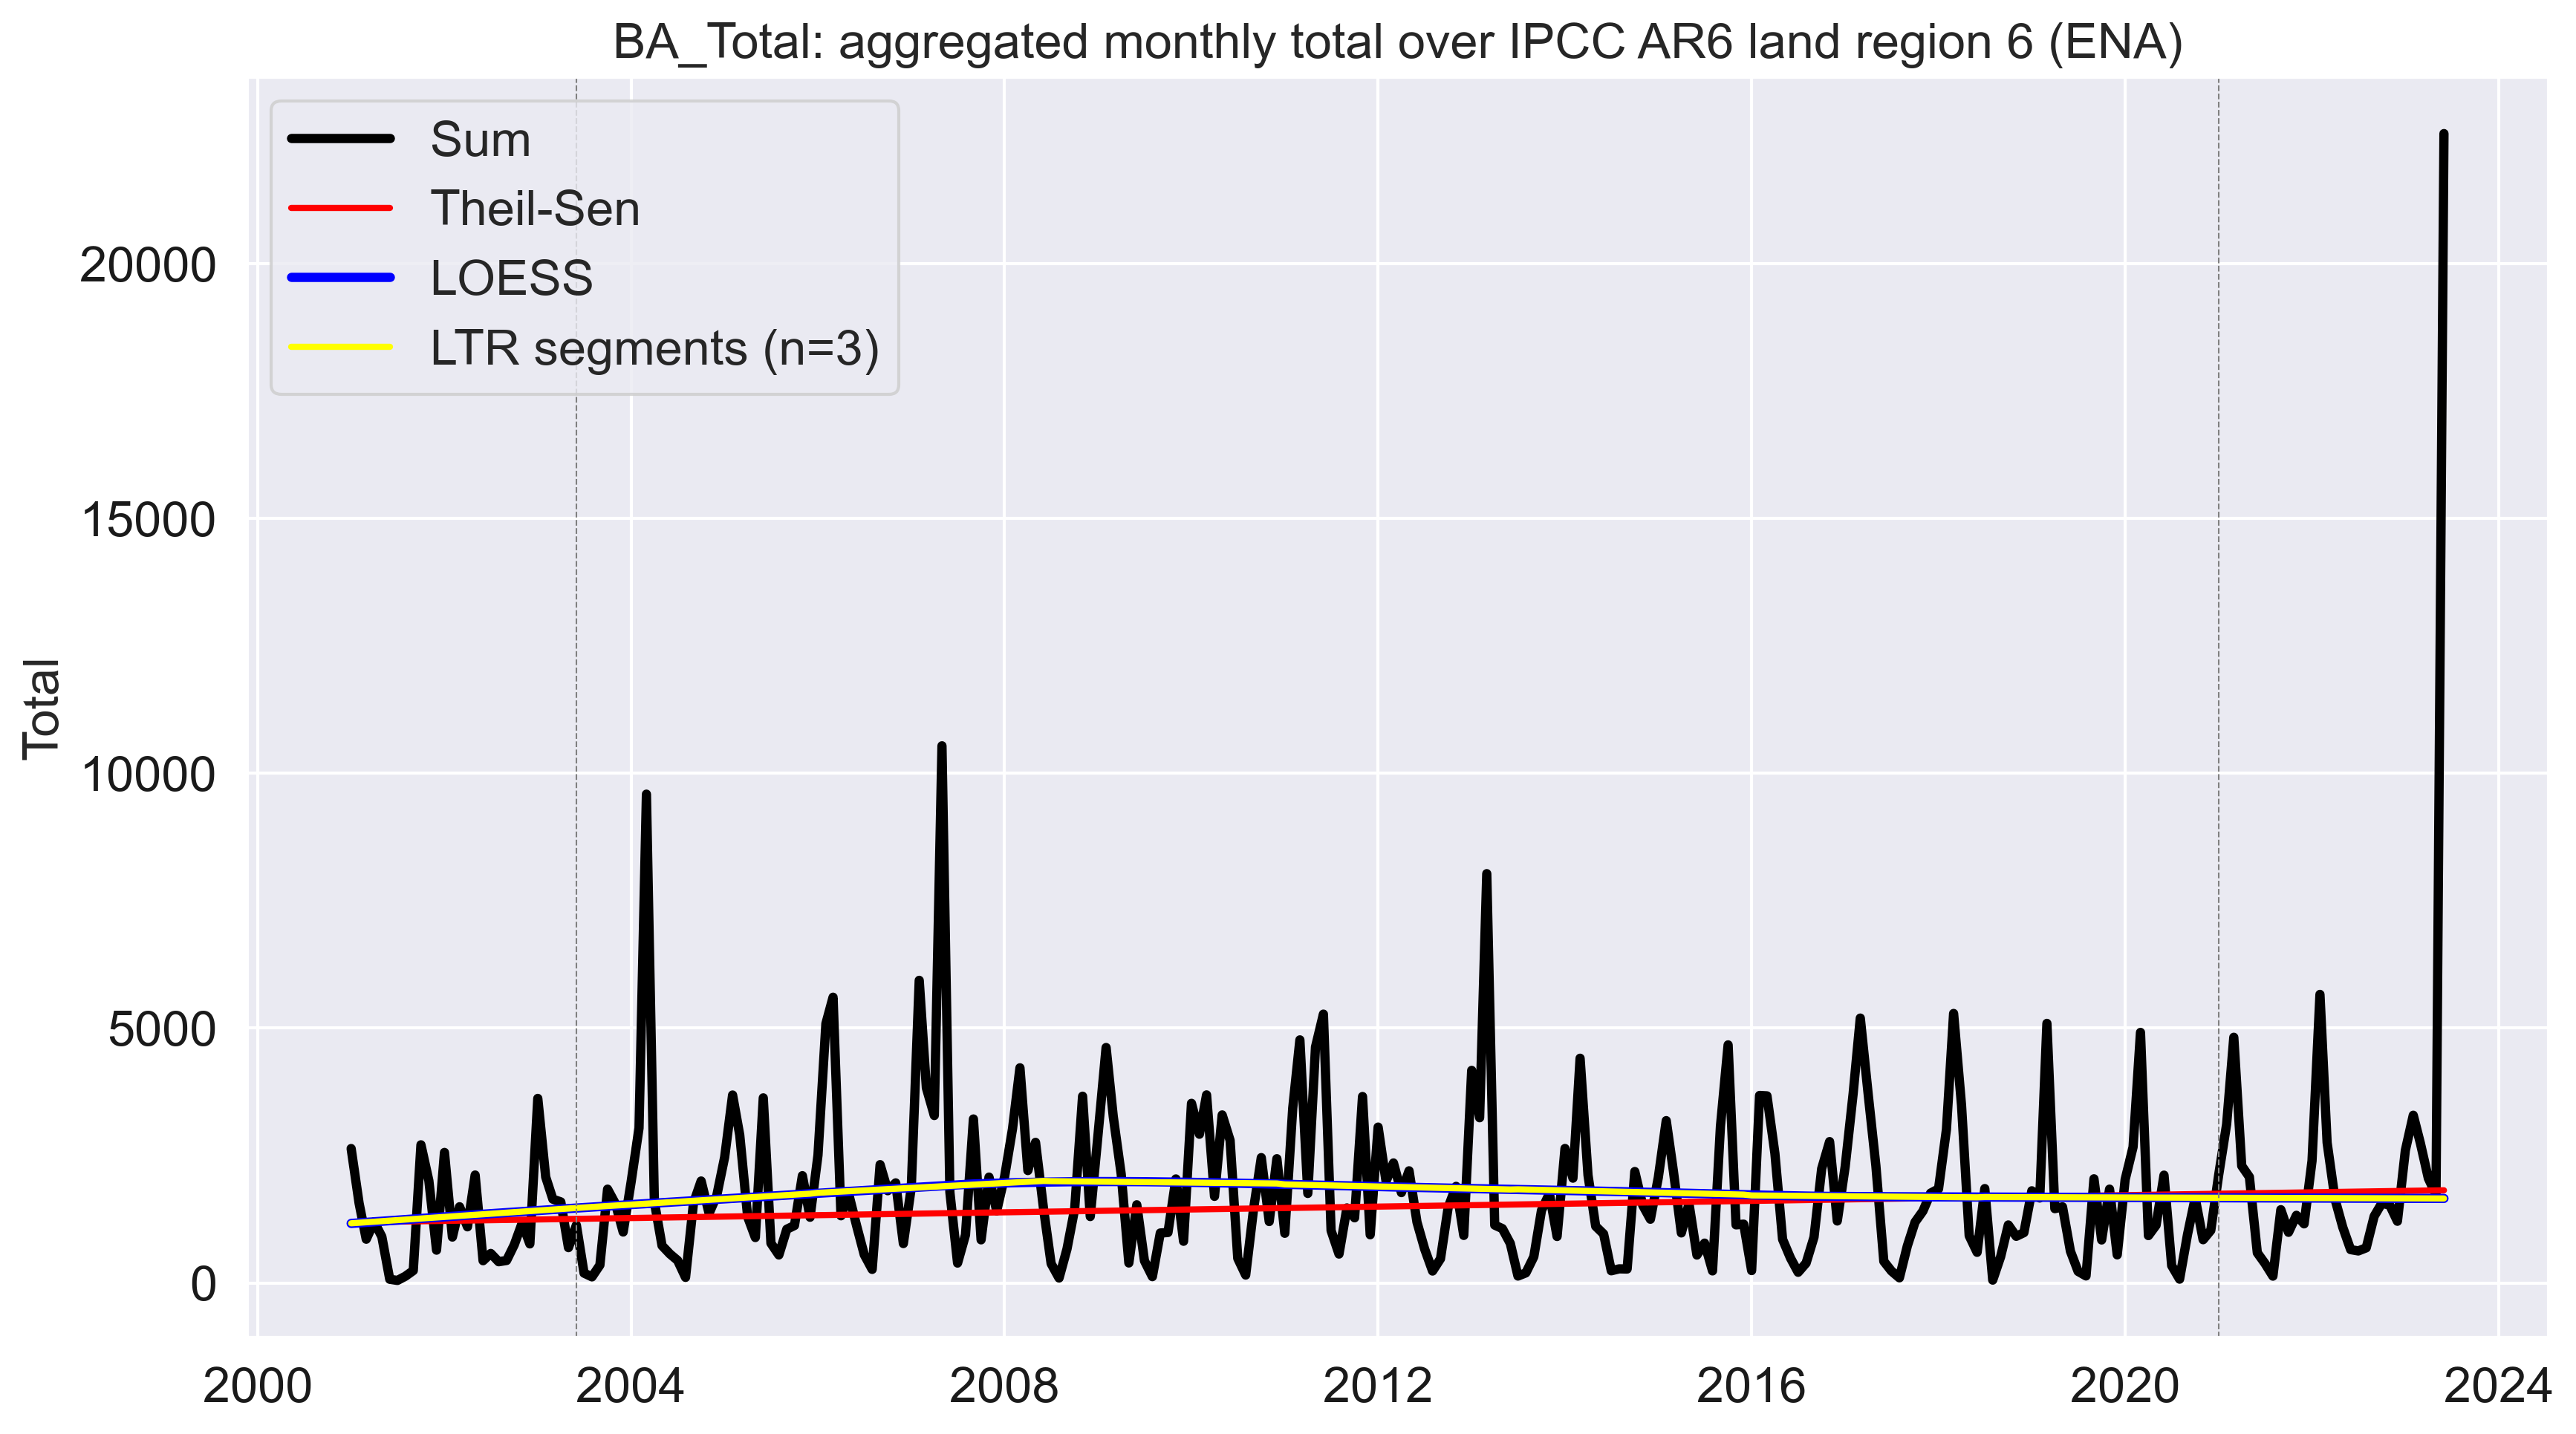 BA_Total: aggregated monthly total over IPCC AR6 land region 6 (ENA)
Sum
Theil-Sen
LOESS
LTR segments (n=3)
Total
20000
15000
10000
5000
0
2000
2004
2008
2012
2016
2020
2024